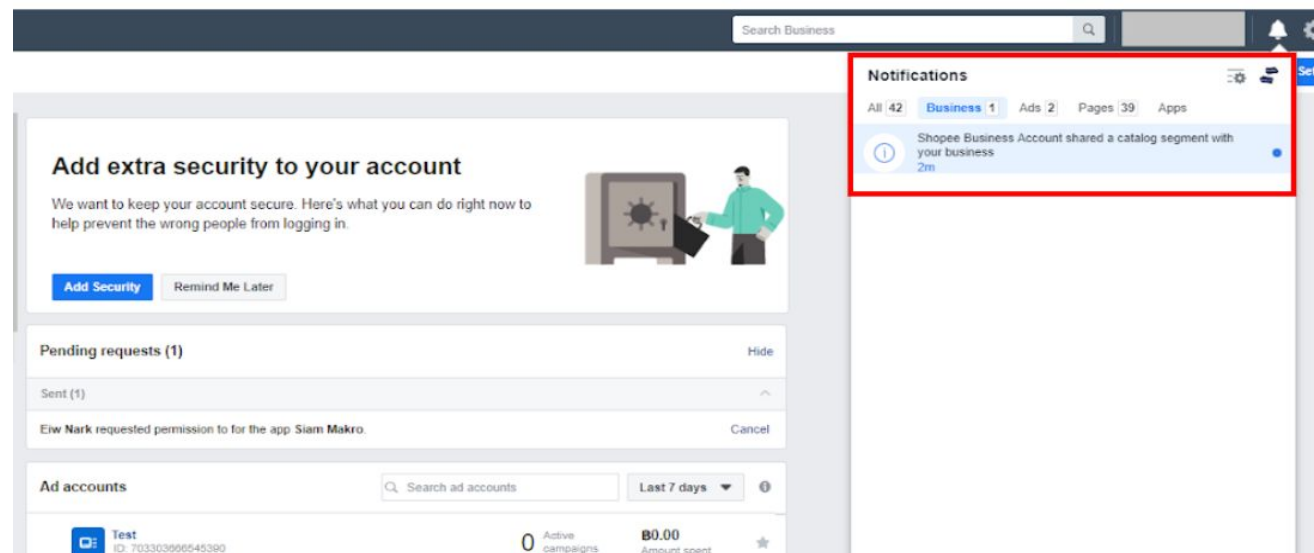 Search Business
Notifications
Set
All 42 Business 1 Ads 2 Pages 39 Apps
Shopee Business Account shared a catalog segment with
your business
2m
Add extra security to your account
We want to keep your account secure. Here's what you can do right now to
help prevent the wrong people from logging in.
Add Security Remind Me Later
Pending requests (1) Hide
Sent (1)
Eiw Nark requested permission to for the app Siam Makro. Cancel
Ad accounts Search ad accounts Last 7 days
Test
ID: 703303666545390
0 Active campaigns
฿0.00
Amount spent